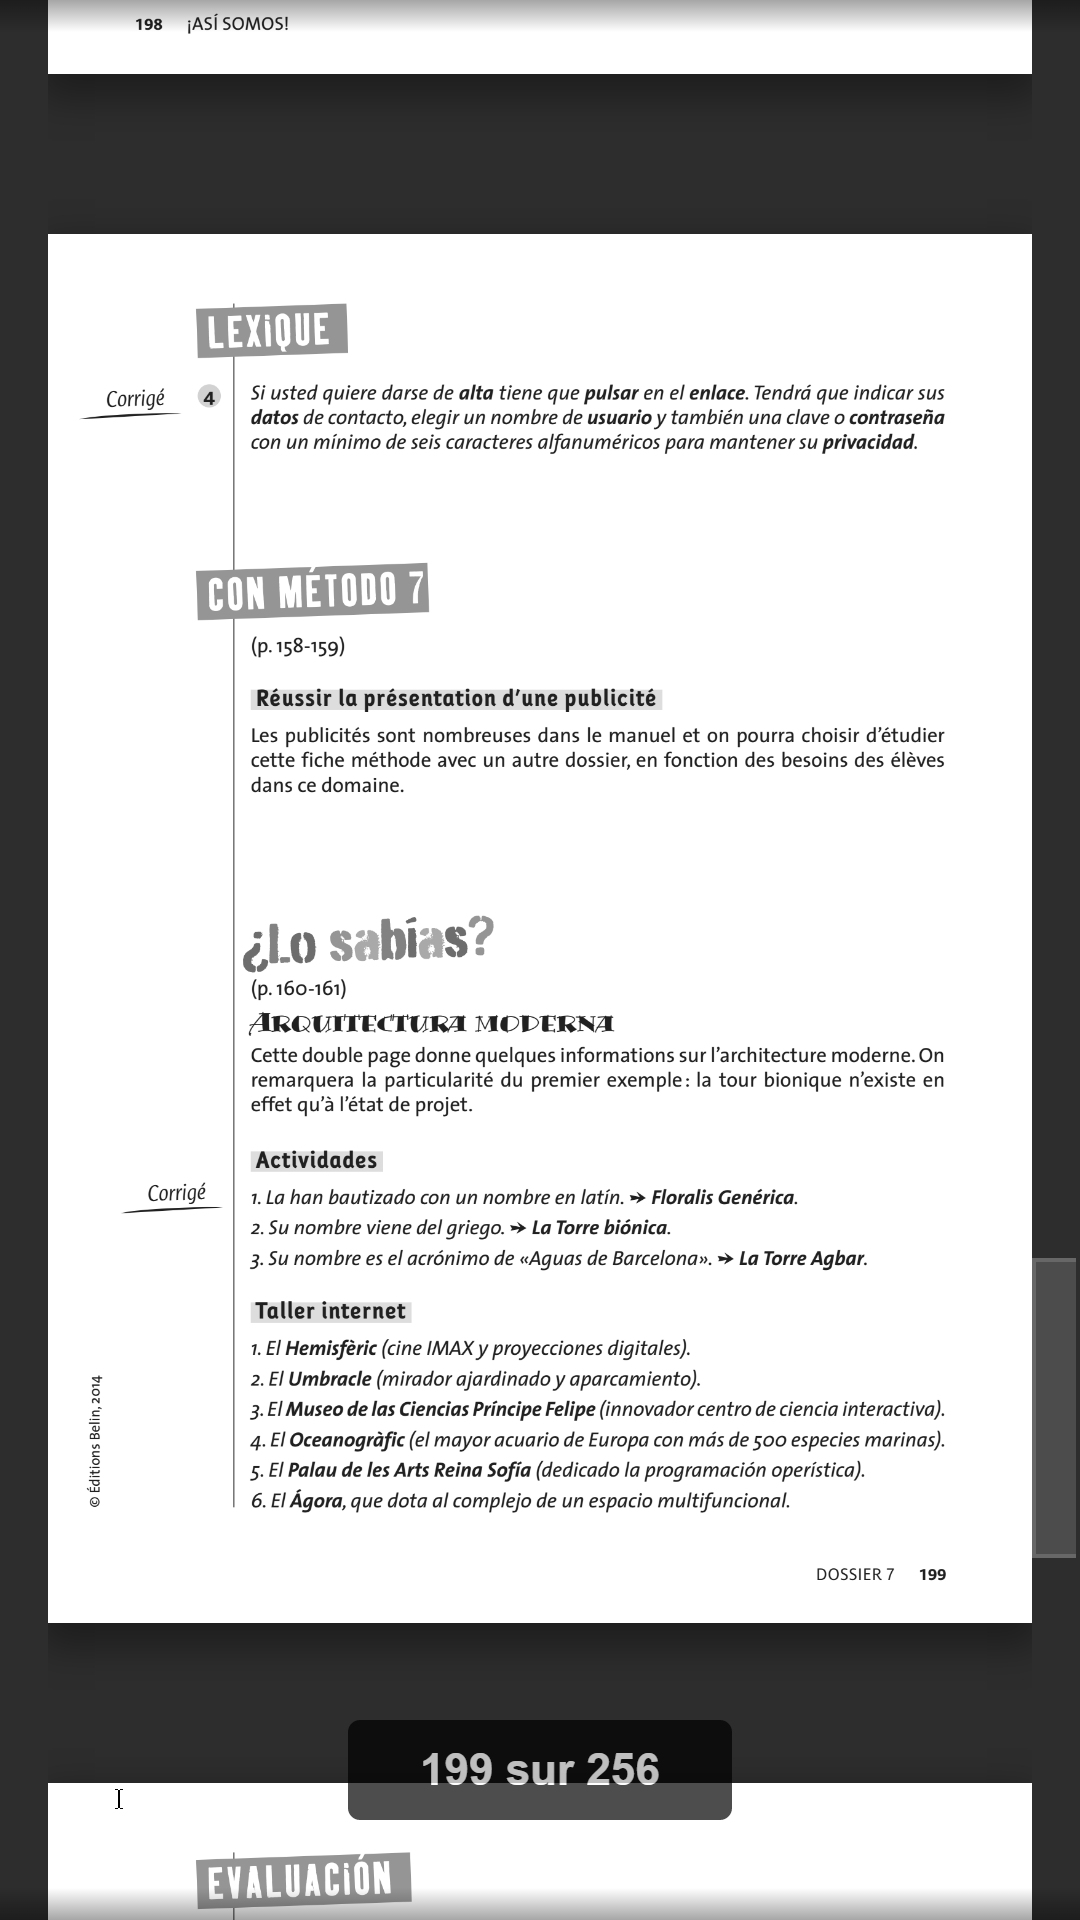 198 ¡ASÍ SOMOS!
LEXiQUE
Corrigé
4 Si usted quiere darse de alta tiene que pulsar en el enlace. Tendrá que indicar sus
datos de contacto, elegir un nombre de usuario y también una clave o contraseña
con un mínimo de seis caracteres alfanuméricos para mantener su privacidad.
CON MÉTODO 7
(p. 158-159)
Réussir la présentation d'une publicité
Les publicités sont nombreuses dans le manuel et on pourra choisir d'étudier
cette fiche méthode avec un autre dossier, en fonction des besoins des élèves
dans ce domaine.
¿Lo sabías?
(p. 160-161)
ARQUITECTURA MODERNA
Cette double page donne quelques informations sur l'architecture moderne. On
remarquera la particularité du premier exemple : la tour bionique n'existe en
effet qu'à l'état de projet.
Actividades
Corrigé
1. La han bautizado con un nombre en latín. ➔ Floralis Genérica.
2. Su nombre viene del griego. ➔ La Torre biónica.
3. Su nombre es el acrónimo de «Aguas de Barcelona». ➔ La Torre Agbar.
Taller internet
1. El Hemisfèric (cine IMAX y proyecciones digitales).
2. El Umbracle (mirador ajardinado y aparcamiento).
3. El Museo de las Ciencias Príncipe Felipe (innovador centro de ciencia interactiva).
4. El Oceanogràfic (el mayor acuario de Europa con más de 500 especies marinas).
5. El Palau de les Arts Reina Sofía (dedicado la programación operística).
6. El Ágora, que dota al complejo de un espacio multifuncional.
© Éditions Belin, 2014
DOSSIER 7 199
199 sur 256
EVALUACiÓN